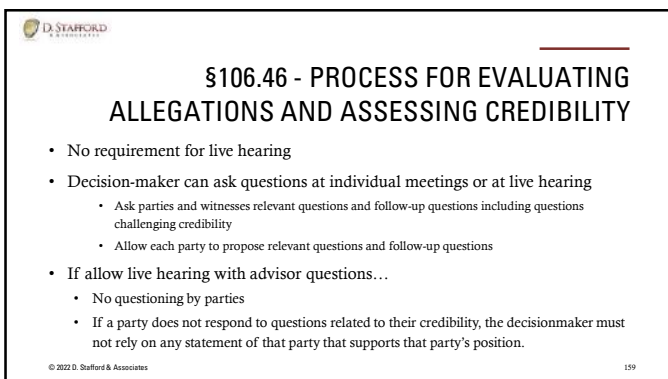 D. STAFFORD
& ASSOCIATES
§106.46 - PROCESS FOR EVALUATING
ALLEGATIONS AND ASSESSING CREDIBILITY
• No requirement for live hearing
• Decision-maker can ask questions at individual meetings or at live hearing
• Ask parties and witnesses relevant questions and follow-up questions including questions
challenging credibility
• Allow each party to propose relevant questions and follow-up questions
• If allow live hearing with advisor questions…
• No questioning by parties
• If a party does not respond to questions related to their credibility, the decisionmaker must
not rely on any statement of that party that supports that party's position.
© 2022 D. Stafford & Associates
159